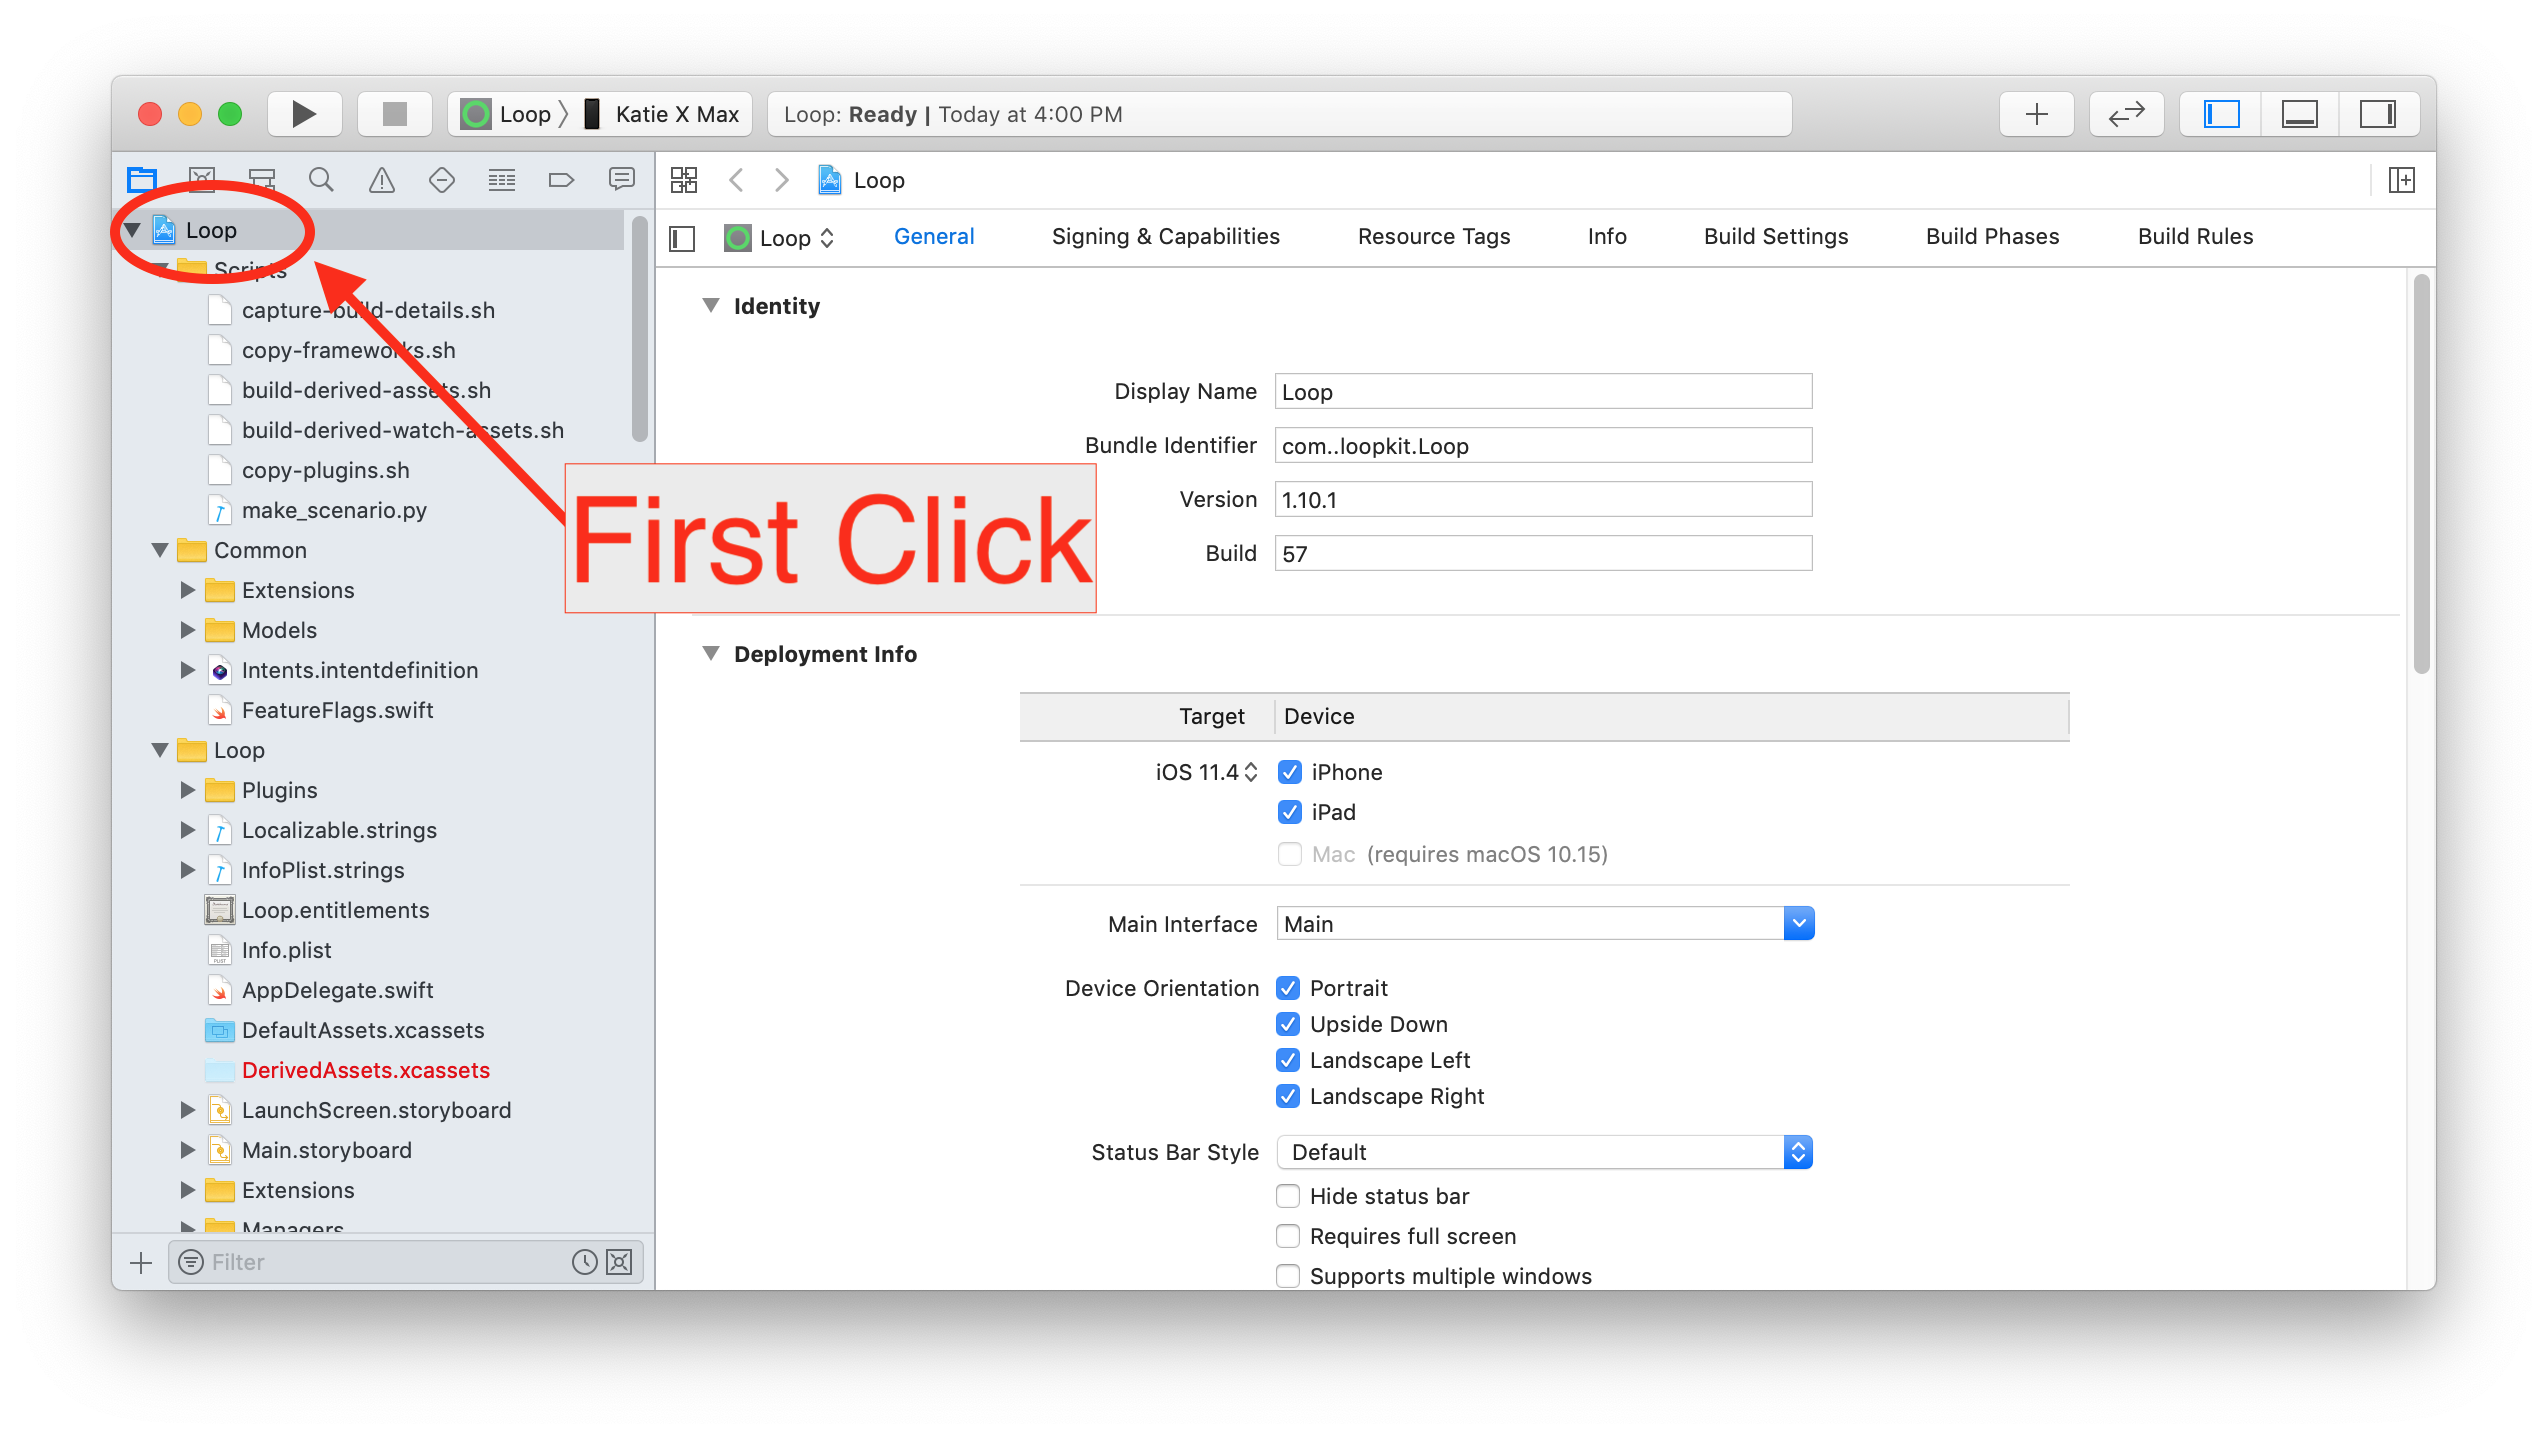 Loop Katie X Max Loop: Ready | Today at 4:00 PM
Loop
Loop
Loop General Signing & Capabilities Resource Tags Info Build Settings Build Phases Build Rules
Scripts
capture-build-details.sh
copy-frameworks.sh
build-derived-assets.sh
build-derived-watch-assets.sh
copy-plugins.sh
make_scenario.py
Common
Extensions
Models
Intents.intentdefinition
FeatureFlags.swift
Loop
Plugins
Localizable.strings
InfoPlist.strings
Loop.entitlements
Info.plist
AppDelegate.swift
DefaultAssets.xcassets
DerivedAssets.xcassets
LaunchScreen.storyboard
Main.storyboard
Extensions
Managers
Filter
First Click
Identity
Display Name Loop
Bundle Identifier com..loopkit.Loop
Version 1.10.1
Build 57
Deployment Info
Target Device
iOS 11.4 iPhone
iPad
Mac (requires macOS 10.15)
Main Interface Main
Device Orientation Portrait
Upside Down
Landscape Left
Landscape Right
Status Bar Style Default
Hide status bar
Requires full screen
Supports multiple windows